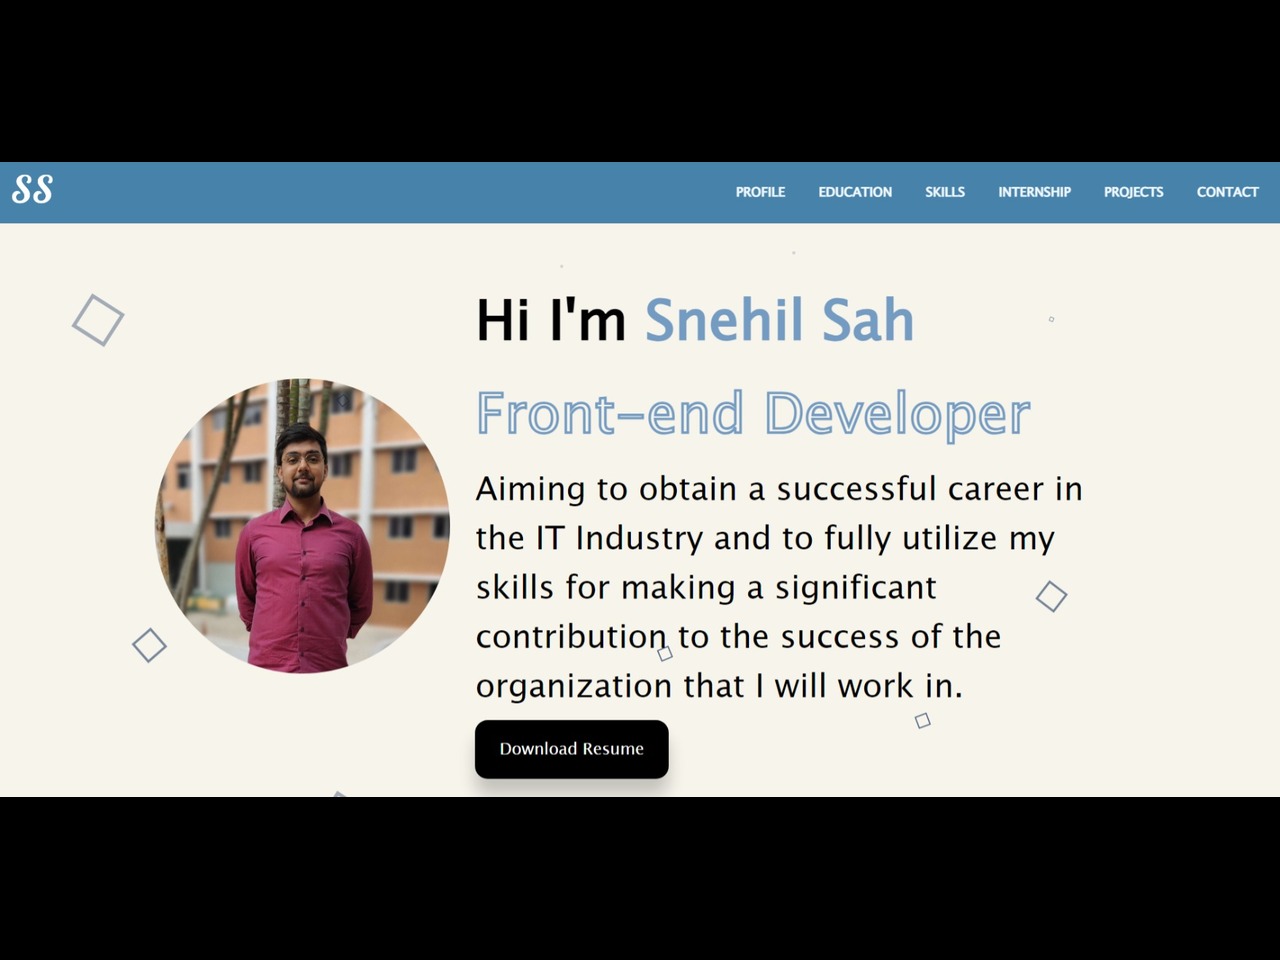 SS
PROFILE EDUCATION SKILLS INTERNSHIP PROJECTS CONTACT
Hi I'm Snehil Sah
Front-end Developer
Aiming to obtain a successful career in
the IT Industry and to fully utilize my
skills for making a significant
contribution to the success of the
organization that I will work in.
Download Resume